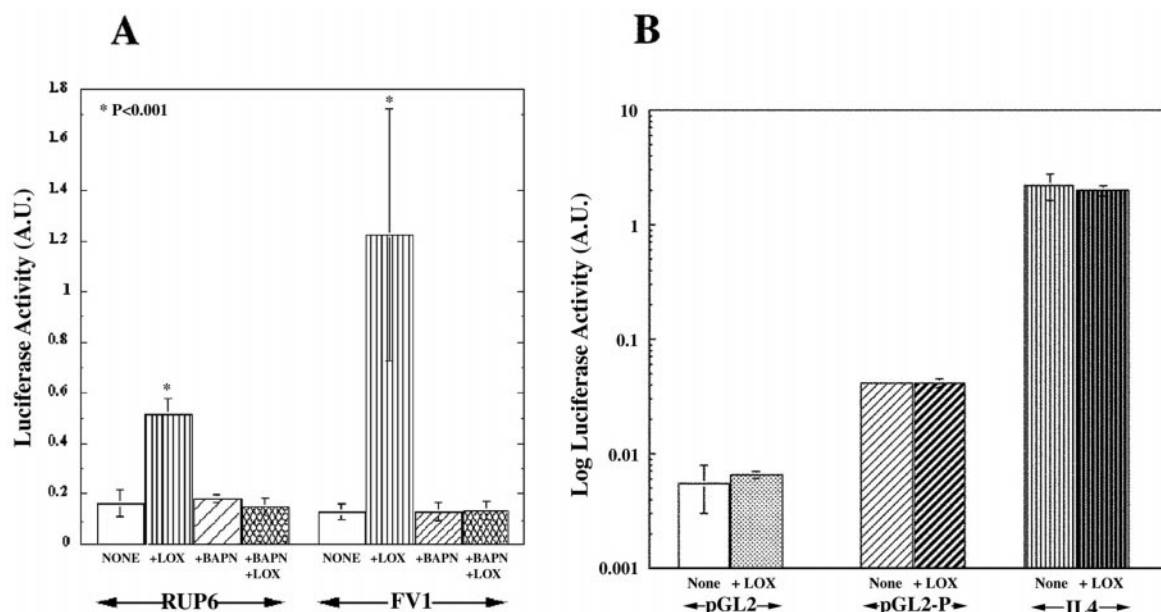 A
Luciferase Activity (A.U.)
1.8
1.6
1.4
1.2
1
0.8
0.6
0.4
0.2
0
* P<0.001
*
*
NONE +LOX +BAPN +BAPN +LOX NONE +LOX +BAPN +BAPN +LOX
RUP6 FV1
B
Log Luciferase Activity (A.U.)
10
1
0.1
0.01
0.001
None + LOX None + LOX None + LOX
pGL2 pGL2-P IL4